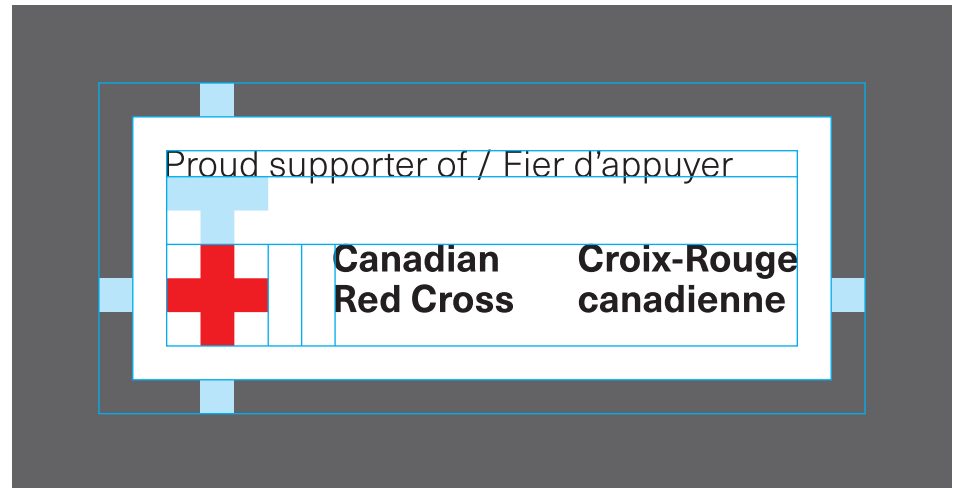 Proud supporter of / Fier d’appuyer
Canadian
Red Cross
Croix-Rouge
canadienne